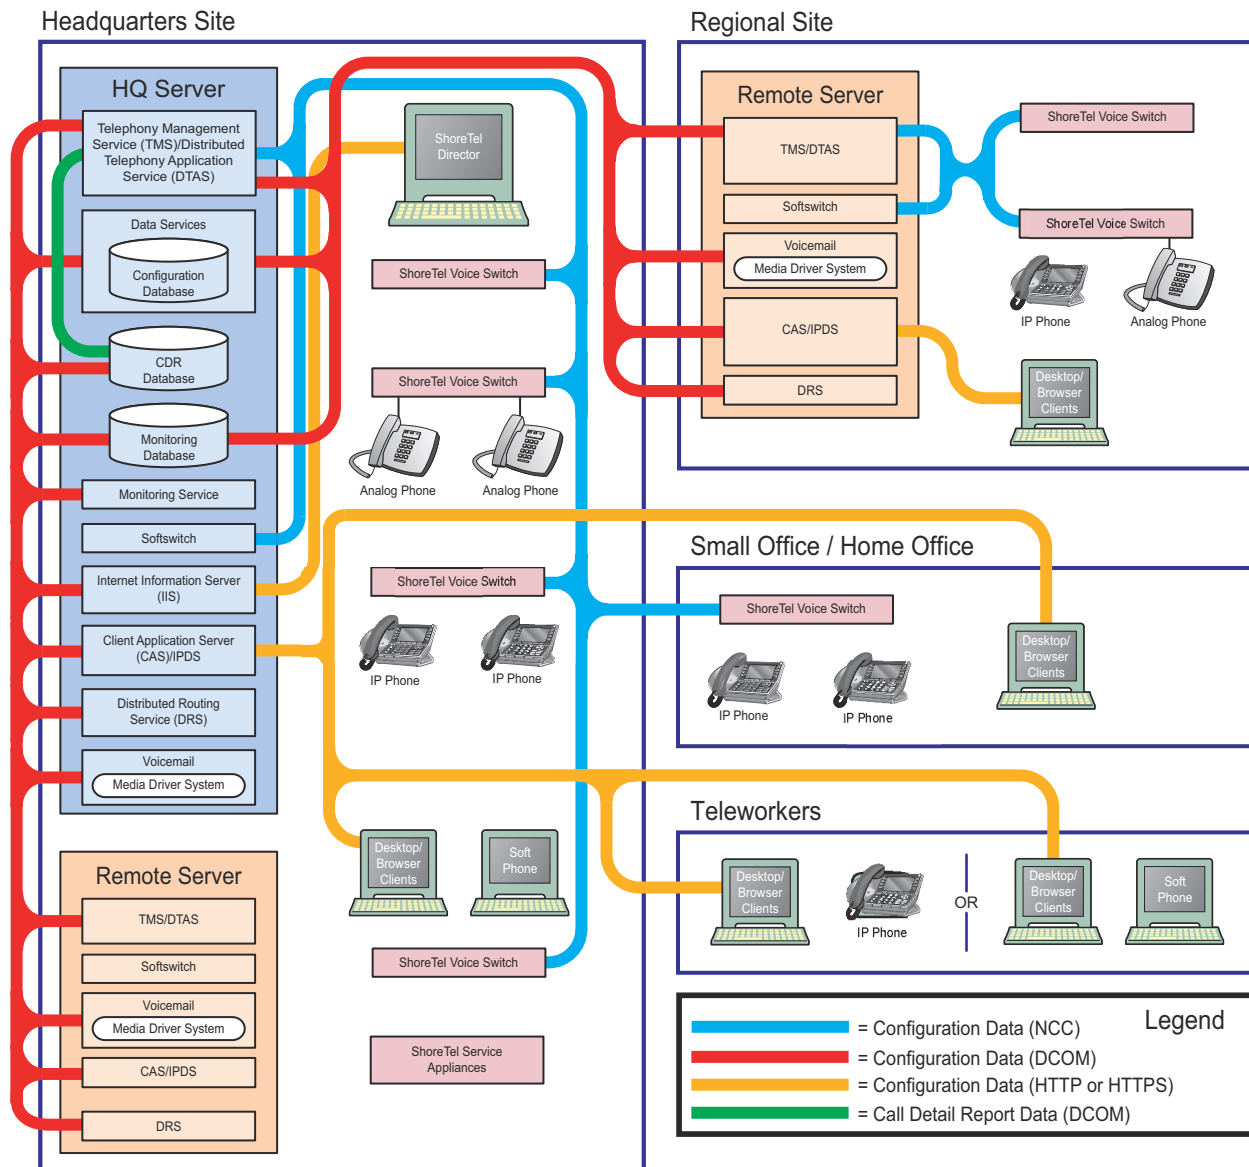 Headquarters Site
HQ Server
Telephony Management
Service (TMS)/Distributed
Telephony Application
Service (DTAS)
Data Services
Configuration
Database
CDR
Database
Monitoring
Database
Monitoring Service
Softswitch
Internet Information Server
(IIS)
Client Application Server
(CAS)/IPDS
Distributed Routing
Service (DRS)
Voicemail
Media Driver System
Remote Server
TMS/DTAS
Softswitch
Voicemail
Media Driver System
CAS/IPDS
DRS
ShoreTel
Director
ShoreTel Voice Switch
ShoreTel Voice Switch
Analog Phone
Analog Phone
ShoreTel Voice Switch
IP Phone
IP Phone
Desktop/
Browser
Clients
Soft
Phone
ShoreTel Voice Switch
ShoreTel Service
Appliances
Regional Site
Remote Server
TMS/DTAS
Softswitch
Voicemail
Media Driver System
CAS/IPDS
DRS
ShoreTel Voice Switch
ShoreTel Voice Switch
IP Phone
Analog Phone
Desktop/
Browser
Clients
Small Office / Home Office
ShoreTel Voice Switch
IP Phone
IP Phone
Desktop/
Browser
Clients
Teleworkers
Desktop/
Browser
Clients
IP Phone
OR
Desktop/
Browser
Clients
Soft
Phone
Legend
= Configuration Data (NCC)
= Configuration Data (DCOM)
= Configuration Data (HTTP or HTTPS)
= Call Detail Report Data (DCOM)